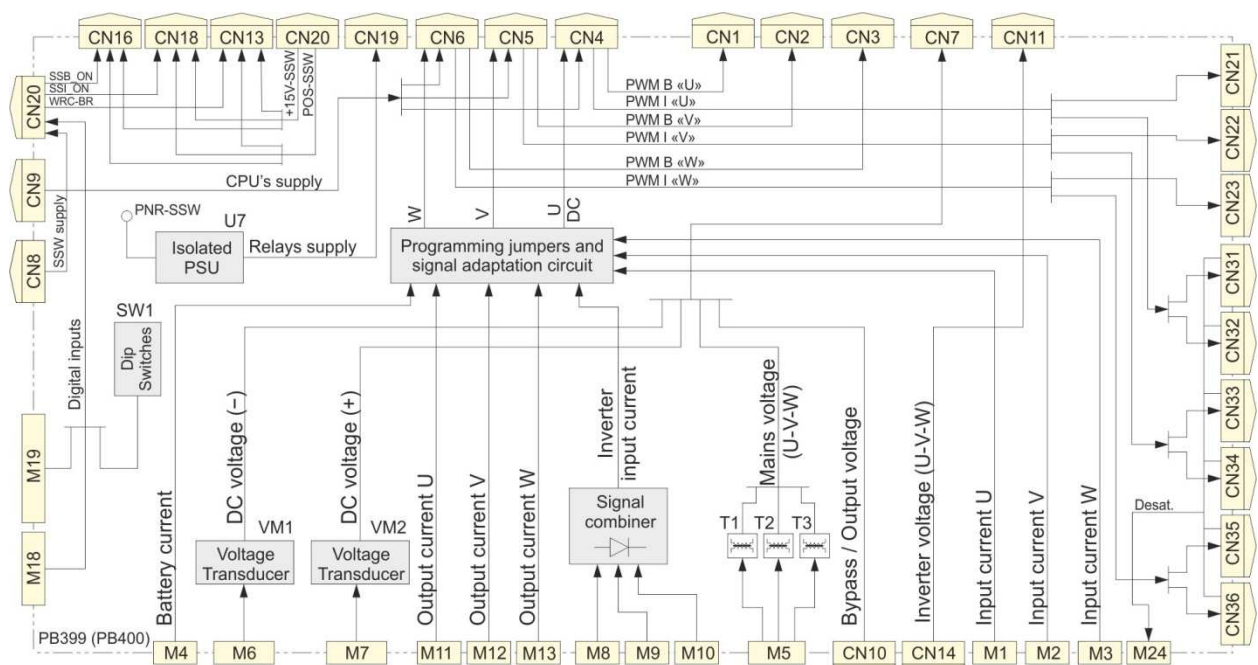 CN16
CN18
CN13
CN20
CN19
CN6
CN5
CN4
CN1
CN2
CN3
CN7
CN11
CN20
SSB_ON
SSI_ON
WRC-BR
+15V-SSW
POS-SSW
PWM B «U»
PWM I «U»
PWM B «V»
PWM I «V»
PWM B «W»
PWM I «W»
CN21
CN22
CN23
CN9
CPU's supply
SSW supply
CN8
PNR-SSW
U7
Isolated
PSU
Relays supply
W
V
U
DC
Programming jumpers and
signal adaptation circuit
CN31
CN32
CN33
CN34
CN35
CN36
SW1
Dip
Switches
Digital inputs
M19
M18
DC voltage (−)
VM1
Voltage
Transducer
DC voltage (+)
VM2
Voltage
Transducer
Battery current
Output current U
Output current V
Output current W
Inverter
input current
Signal
combiner
Mains voltage
(U-V-W)
T1
T2
T3
Bypass / Output voltage
Inverter voltage (U-V-W)
Input current U
Input current V
Input current W
Desat.
PB399 (PB400)
M4
M6
M7
M11
M12
M13
M8
M9
M10
M5
CN10
CN14
M1
M2
M3
M24